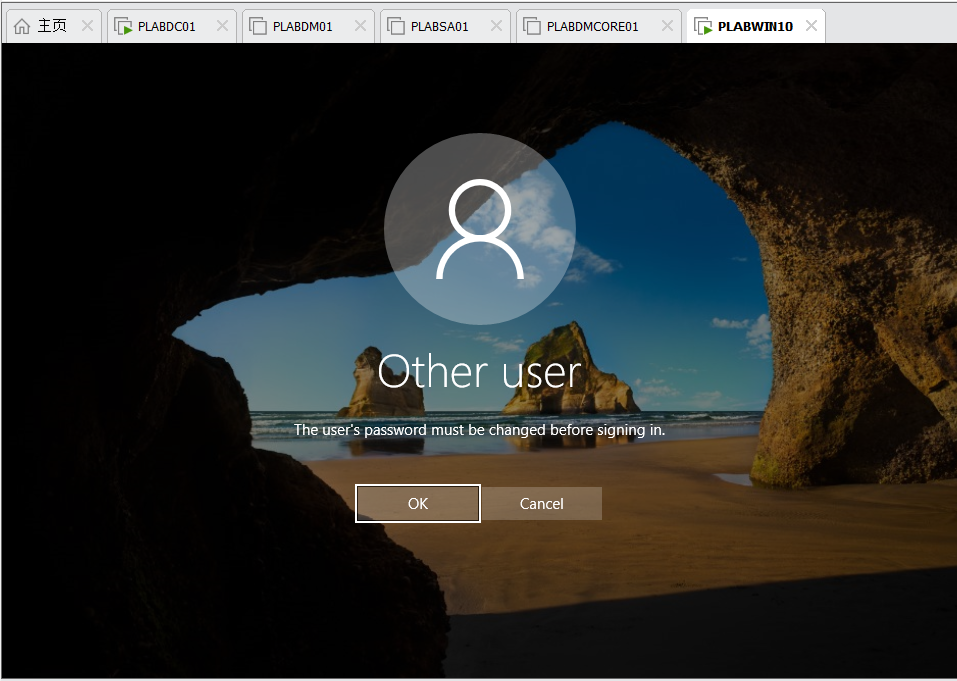 主页 PLABDC01 PLABDM01 PLABSA01 PLABDMCORE01 PLABWIN10
Other user
The user's password must be changed before signing in.
OK Cancel